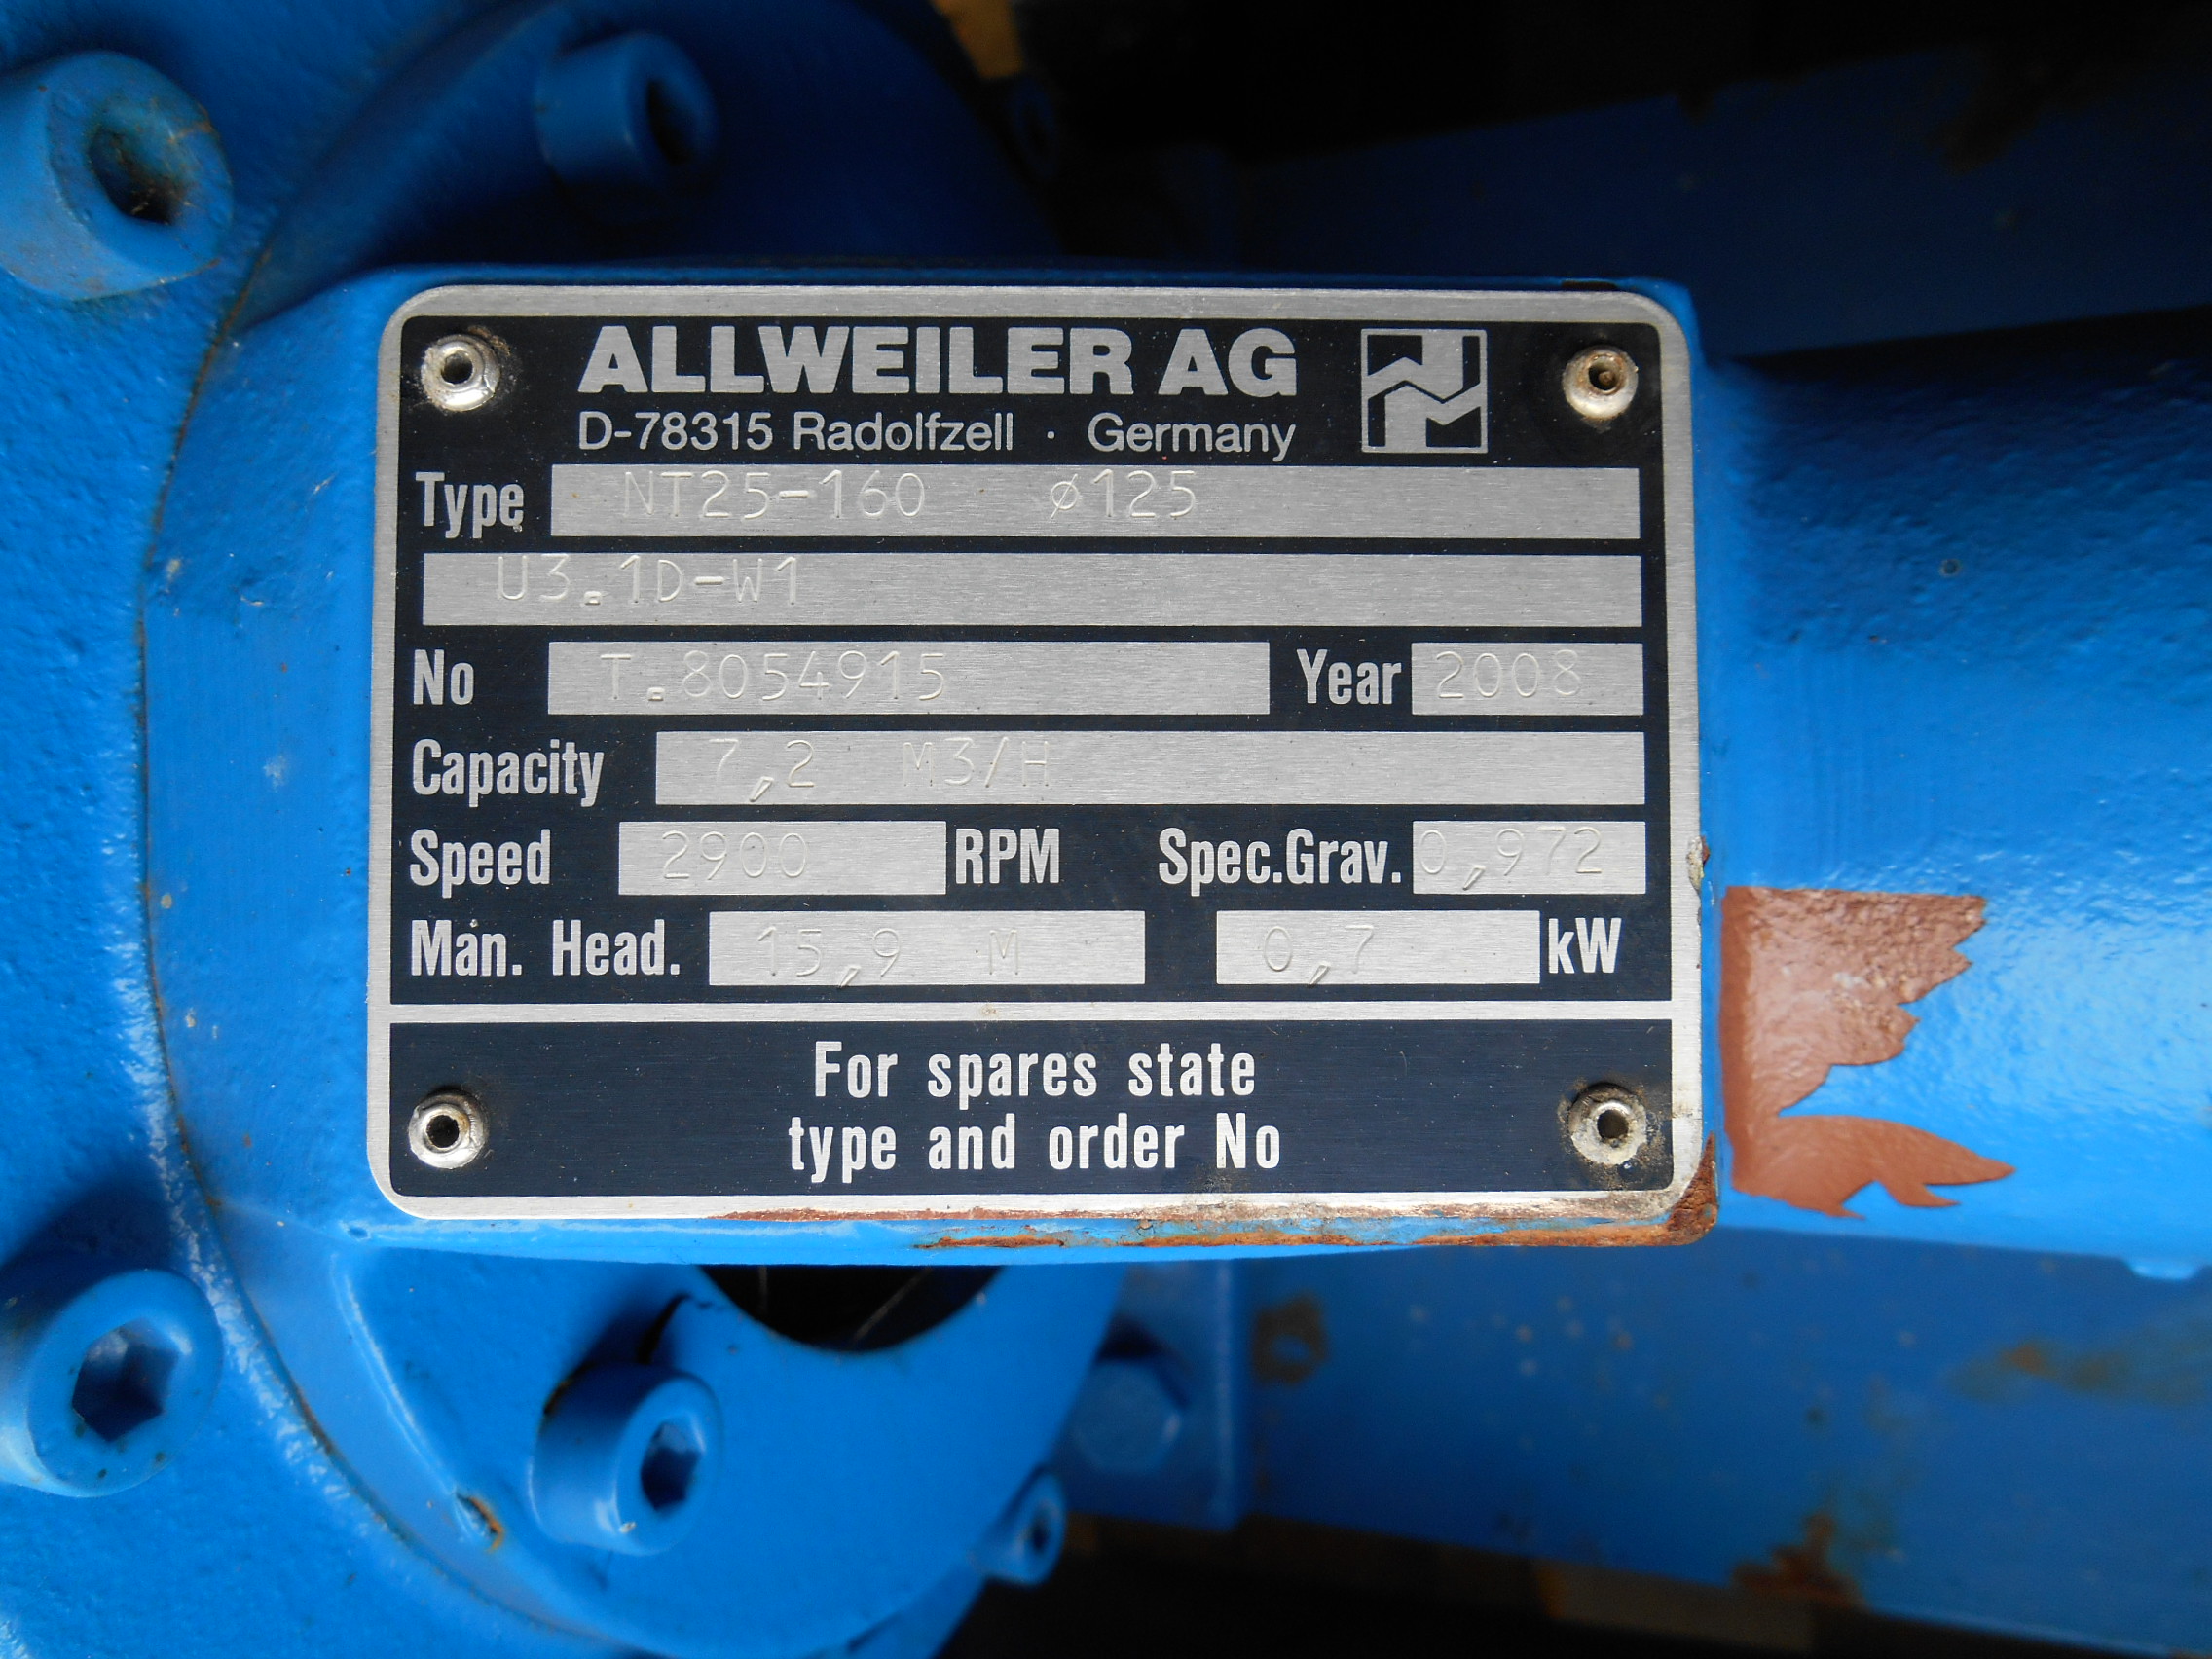 ALLWEILER AG
D-78315 Radolfzell · Germany
Type NT25-160 ø125
U3.1D-W1
No T.8054915 Year 2008
Capacity 7,2 M3/H
Speed 2900 RPM Spec.Grav. 0,972
Man. Head. 15,9 M 0,7 kW
For spares state
type and order No